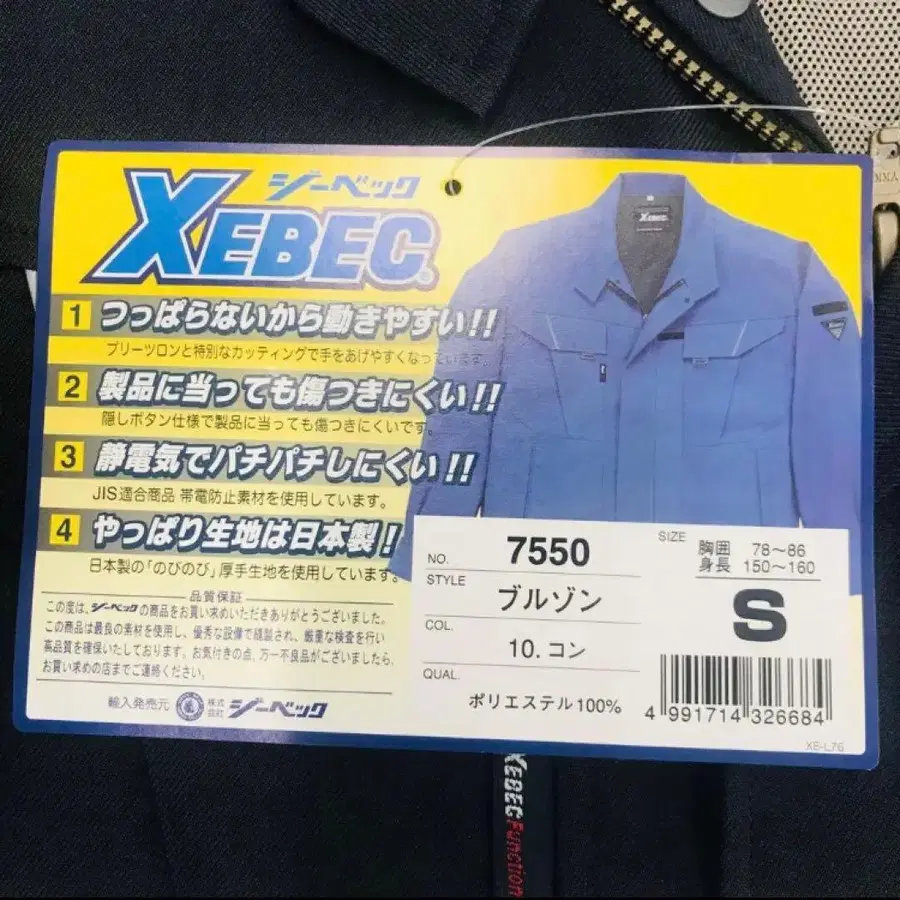 ジーベック
XEBEC®
1 つっぱらないから動きやすい!!
プリーツロンと特別なカッティングで手をあげやすくなっています。
2 製品に当っても傷つきにくい!!
隠しボタン仕様で製品に当っても傷つきにくいです。
3 静電気でパチパチしにくい!!
JIS適合商品 帯電防止素材を使用しています。
4 やっぱり生地は日本製!
日本製の「のびのび」厚手生地を使用しています。
品質保証
この度は、ジーベックの商品をお買い求めいただきありがとうございました。
この商品は最良の素材を使用し、優秀な設備で縫製され、厳重な検査を行い
高品質を確保いたしております。お気付きの点、万一不良品がございましたら、
お買い求めの店までご連絡ください。
輸入発売元 株式会社 ジーベック
XEBEC
NO. 7550
STYLE
ブルゾン
COL.
10.コン
QUAL.
ポリエステル100%
SIZE
胸囲 78～86
身長 150～160
S
4 991714 326684
XE-L76
XEBEC Function
YKK